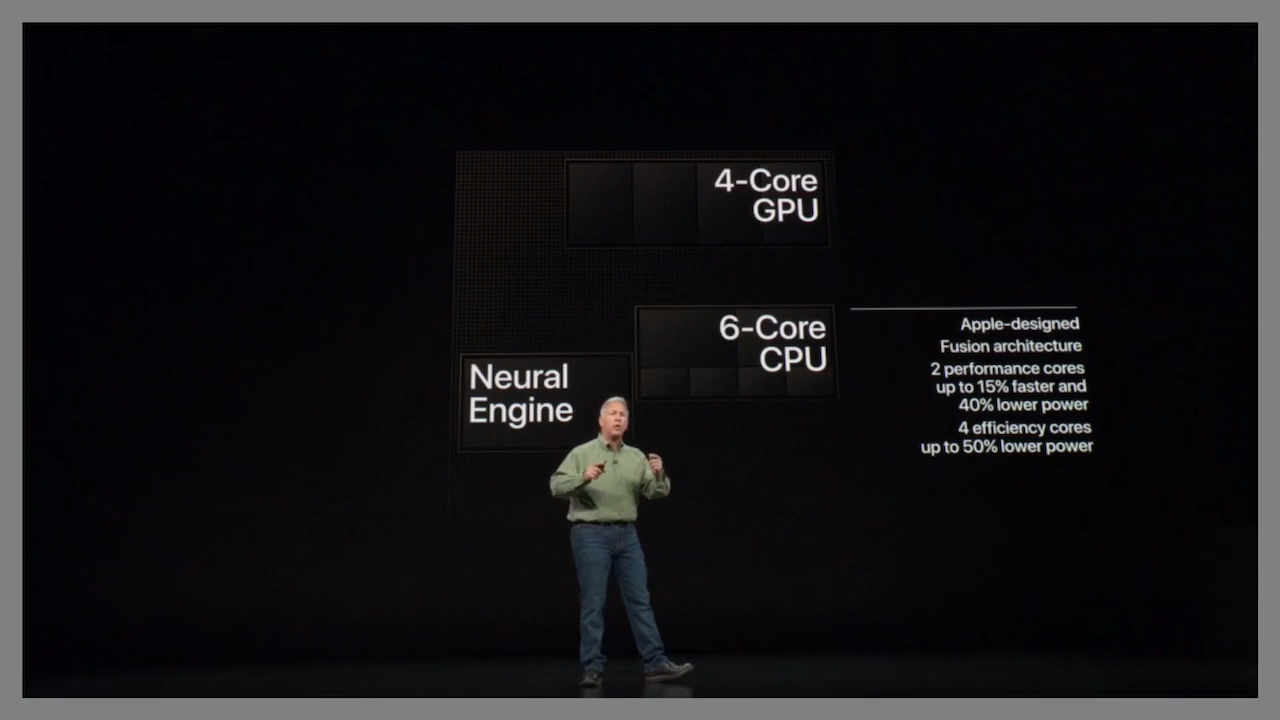 4-Core
GPU
6-Core
CPU
Neural
Engine
Apple-designed
Fusion architecture
2 performance cores
up to 15% faster and
40% lower power
4 efficiency cores
up to 50% lower power